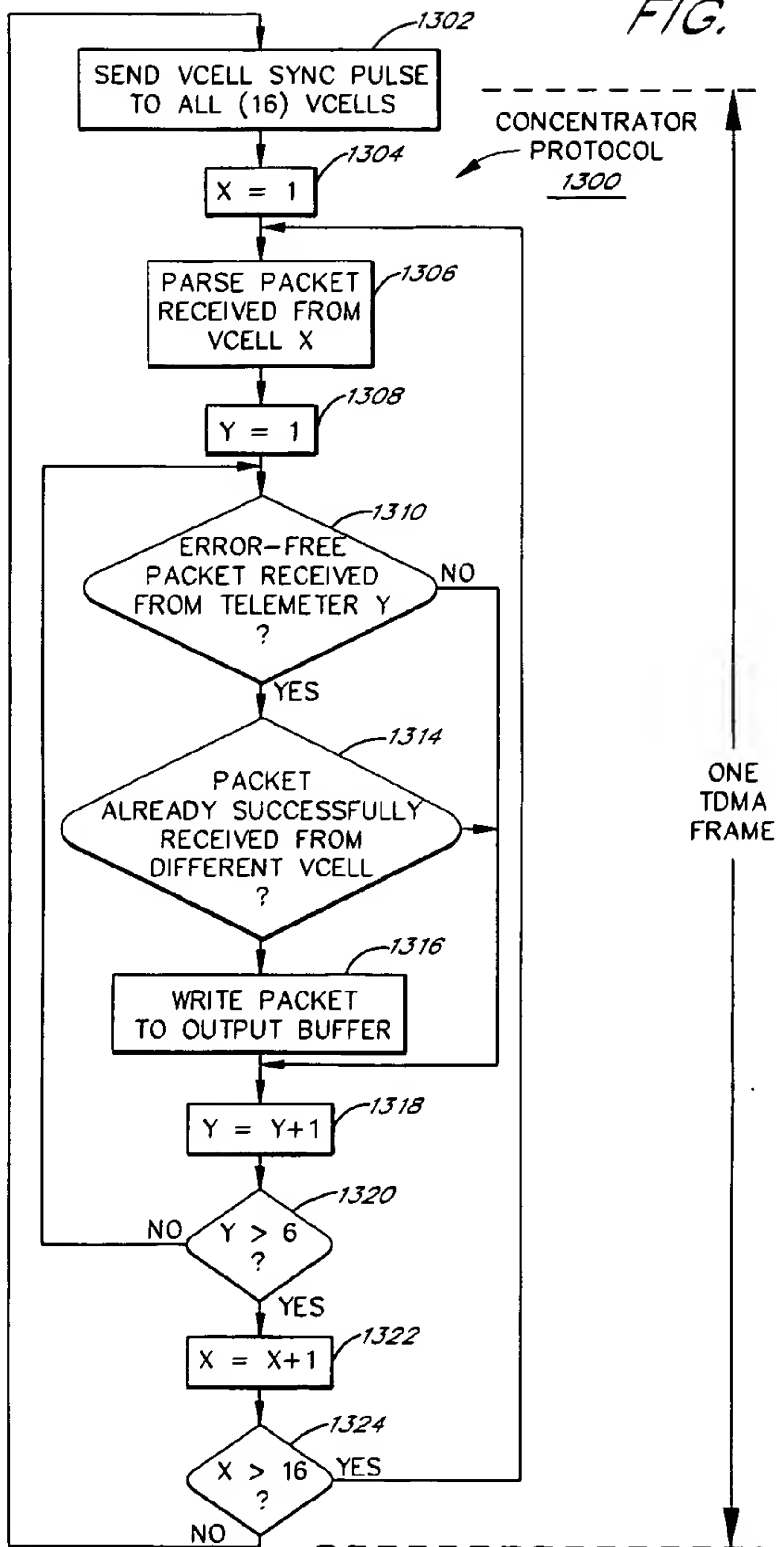 FIG.
1302
SEND VCELL SYNC PULSE
TO ALL (16) VCELLS
CONCENTRATOR
PROTOCOL
1300
1304
X = 1
1306
PARSE PACKET
RECEIVED FROM
VCELL X
1308
Y = 1
1310
ERROR-FREE
PACKET RECEIVED
FROM TELEMETER Y
?
NO
YES
1314
PACKET
ALREADY SUCCESSFULLY
RECEIVED FROM
DIFFERENT VCELL
?
ONE
TDMA
FRAME
1316
WRITE PACKET
TO OUTPUT BUFFER
1318
Y = Y+1
1320
NO
Y > 6
?
YES
1322
X = X+1
1324
X > 16
?
YES
NO